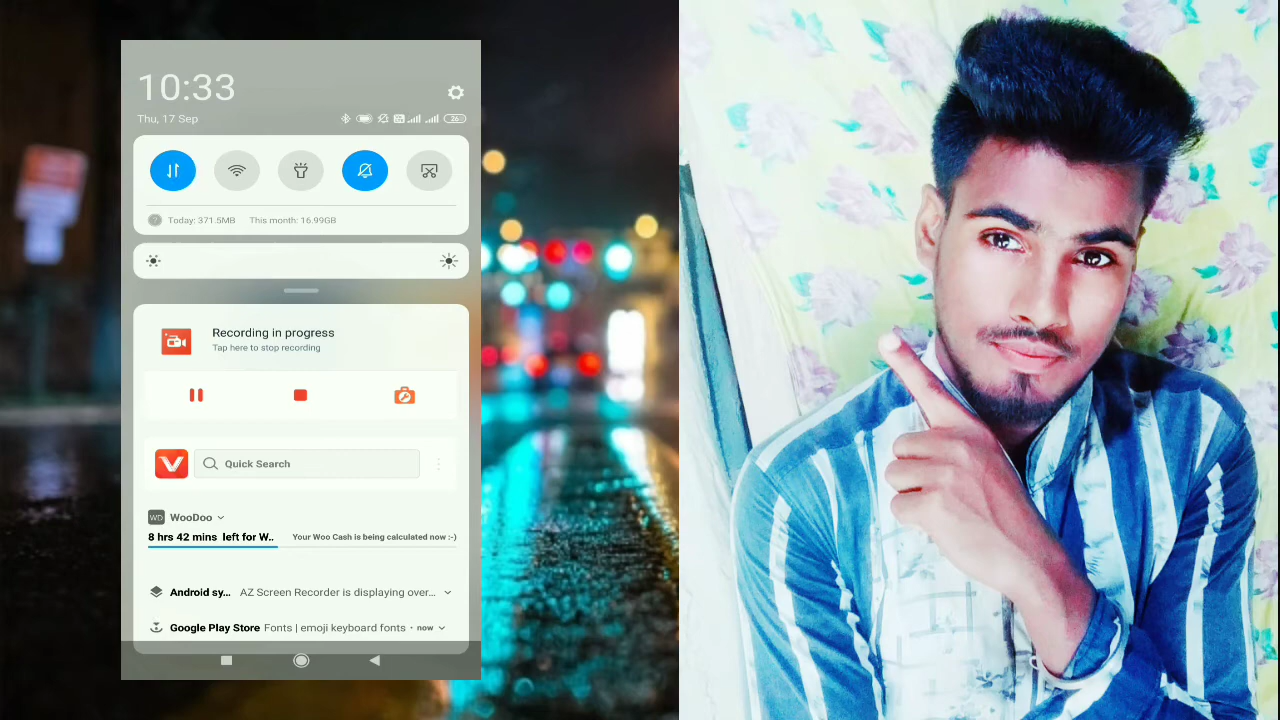 10:33
Thu, 17 Sep
26
Today: 371.5MB This month: 16.99GB
Recording in progress
Tap here to stop recording
Quick Search
WD WooDoo
8 hrs 42 mins left for W.. Your Woo Cash is being calculated now :-)
Android sy... AZ Screen Recorder is displaying over...
Google Play Store Fonts | emoji keyboard fonts • now